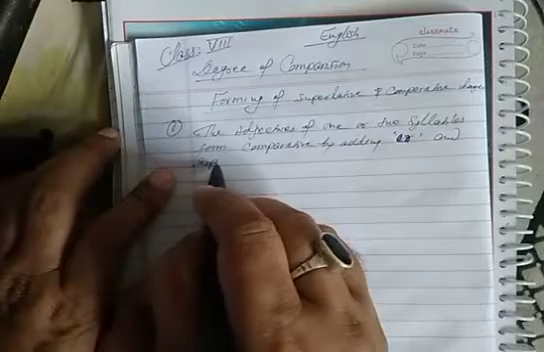 English
classmate
Date
Page
Class: VIII
Degree of Comparison
Forming of Superlative & Comparative degree
① The Adjectives of one or two Syllables
form Comparative by adding 'er' and